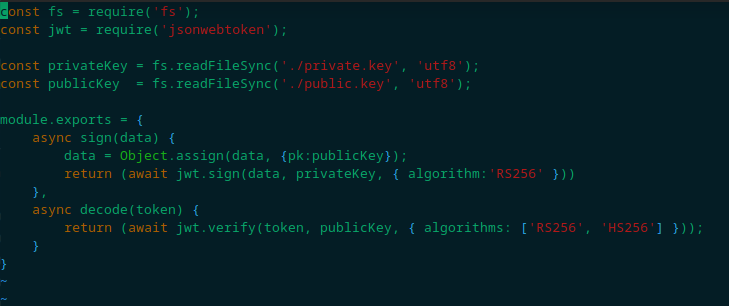 const fs = require('fs');
const jwt = require('jsonwebtoken');
const privateKey = fs.readFileSync('./private.key', 'utf8');
const publicKey  = fs.readFileSync('./public.key', 'utf8');
module.exports = {
    async sign(data) {
        data = Object.assign(data, {pk:publicKey});
        return (await jwt.sign(data, privateKey, { algorithm:'RS256' }))
    },
    async decode(token) {
        return (await jwt.verify(token, publicKey, { algorithms: ['RS256', 'HS256'] }));
    }
}
~
~